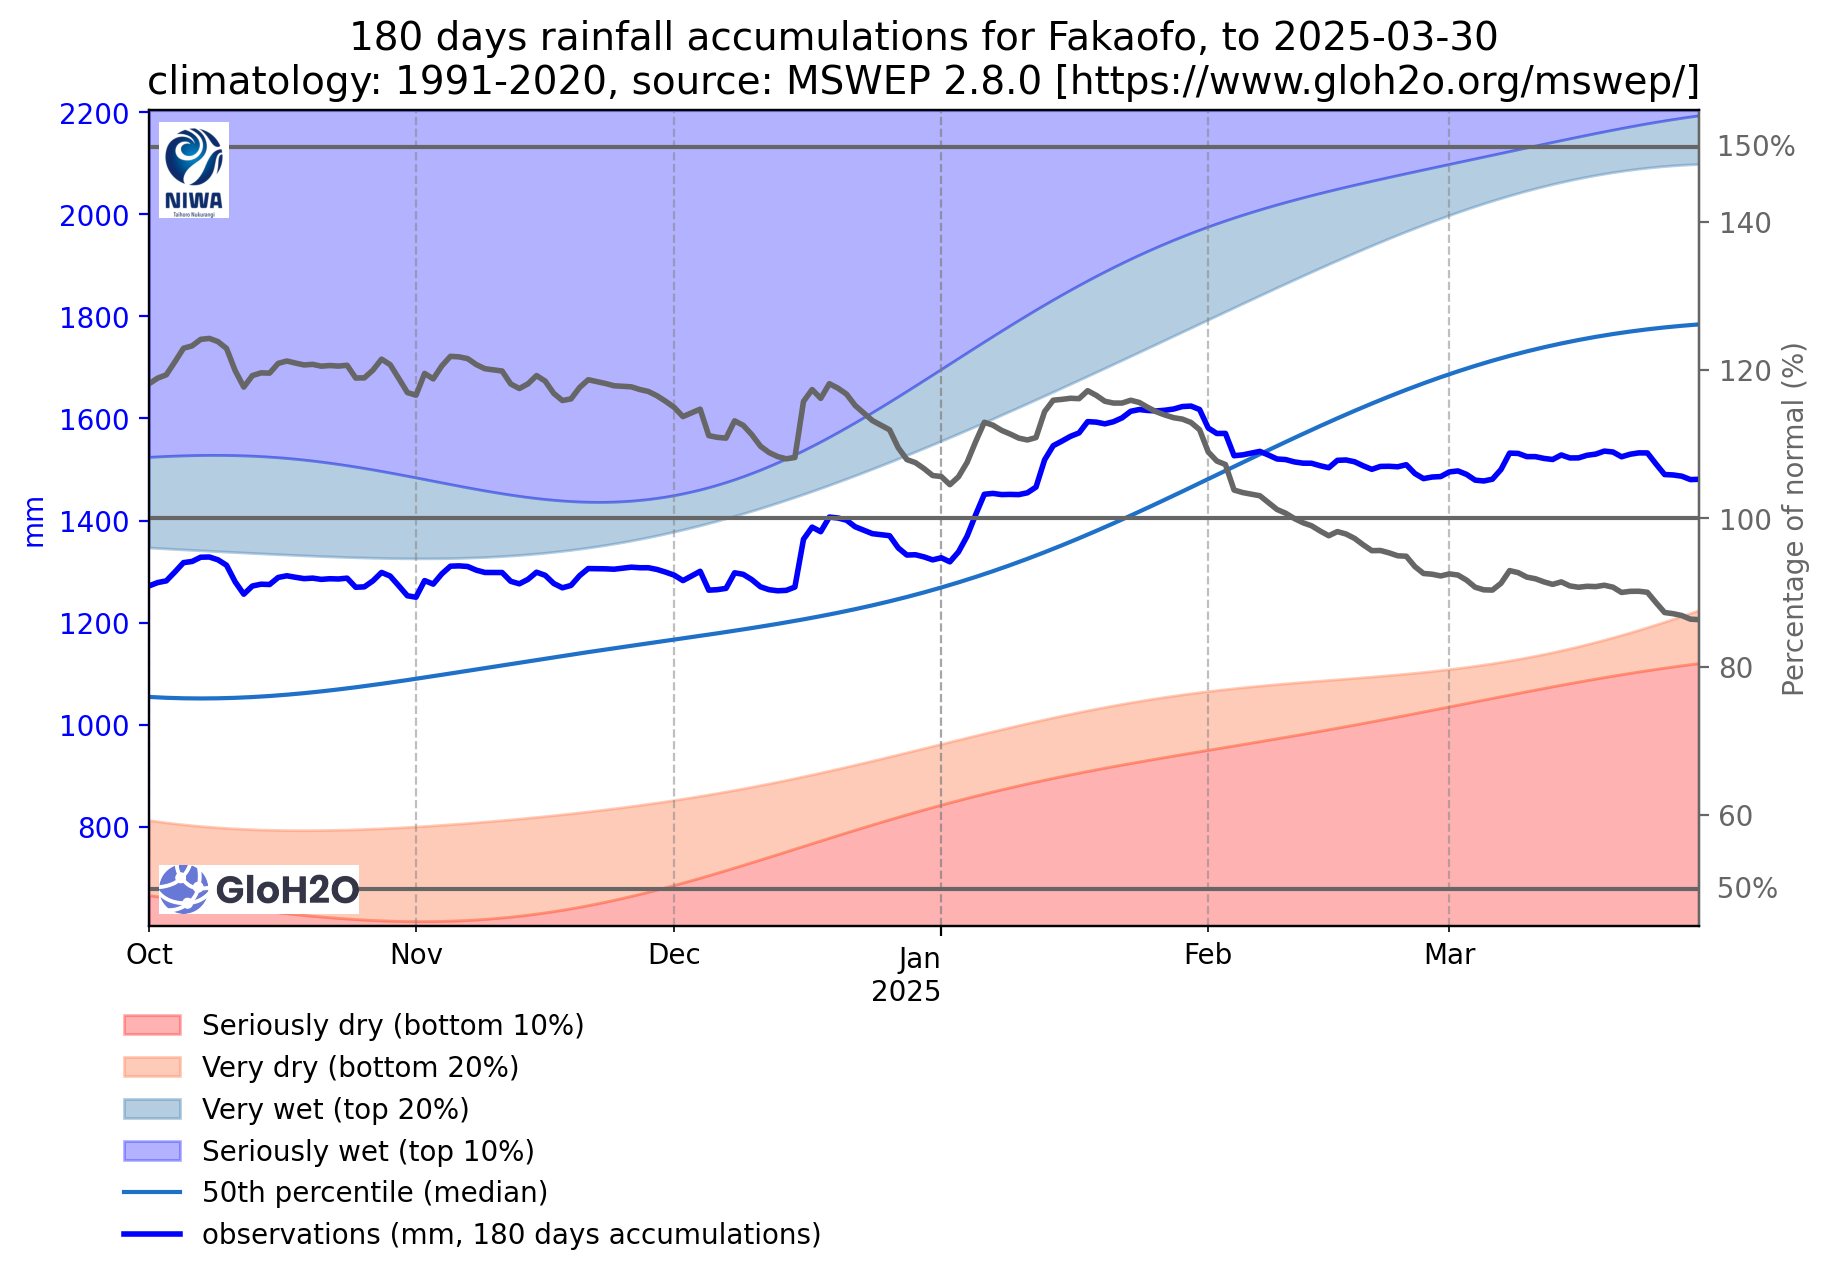 180 days rainfall accumulations for Fakaofo, to 2025-03-30
climatology: 1991-2020, source: MSWEP 2.8.0 [https://www.gloh2o.org/mswep/]
2200
2000
1800
1600
1400
1200
1000
800
mm
NIWA
Taihoro Nukurangi
GloH2O
150%
140
120
100
80
60
50%
Percentage of normal (%)
Oct
Nov
Dec
Jan
2025
Feb
Mar
Seriously dry (bottom 10%)
Very dry (bottom 20%)
Very wet (top 20%)
Seriously wet (top 10%)
50th percentile (median)
observations (mm, 180 days accumulations)